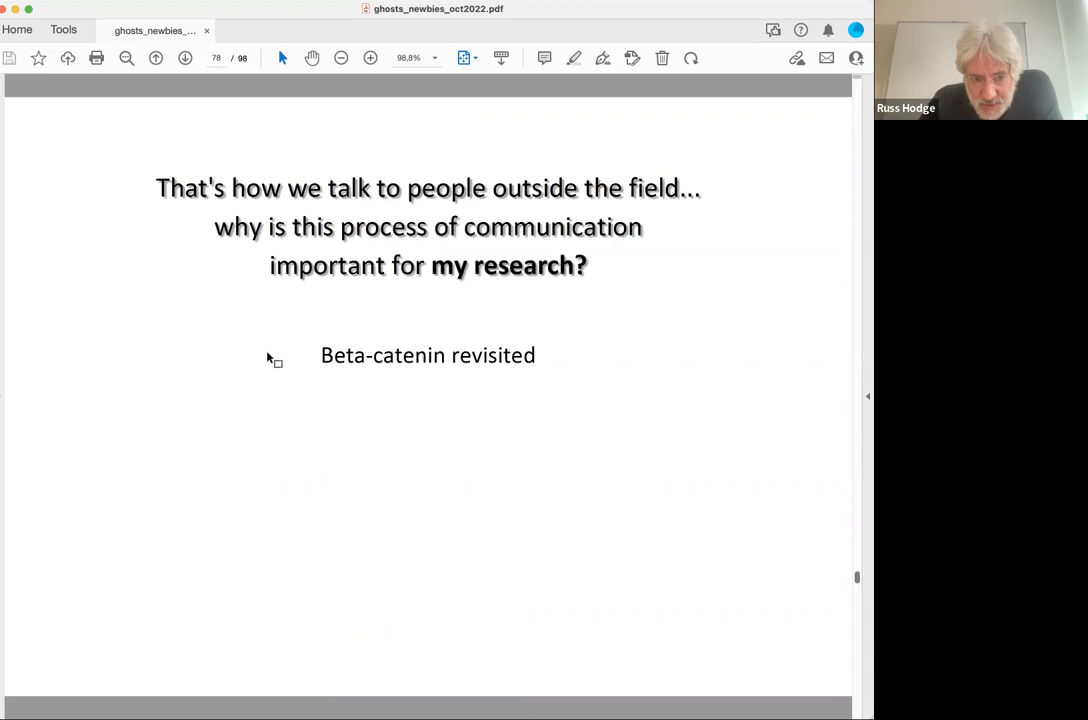 ghosts_newbies_oct2022.pdf
Home
Tools
ghosts_newbies_...
78 / 98
98,8%
Russ Hodge
That's how we talk to people outside the field...
why is this process of communication
important for my research?
Beta-catenin revisited